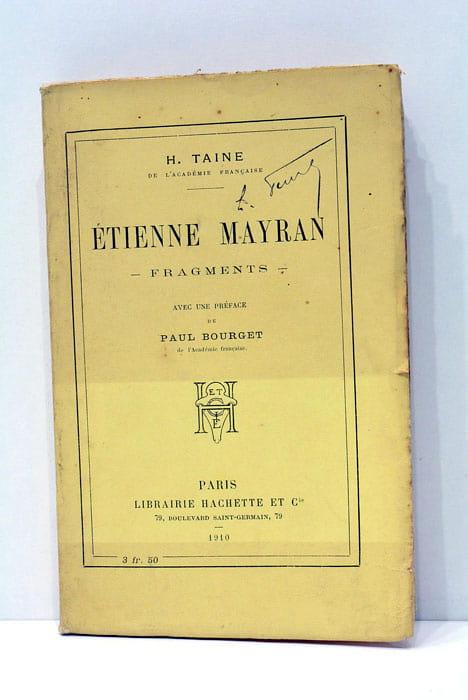 H. TAINE
DE L'ACADÉMIE FRANÇAISE
ÉTIENNE MAYRAN
— FRAGMENTS —
AVEC UNE PRÉFACE
DE
PAUL BOURGET
de l'Académie française.
H ET
PARIS
LIBRAIRIE HACHETTE ET Cie
79, BOULEVARD SAINT-GERMAIN, 79
1910
3 fr. 50